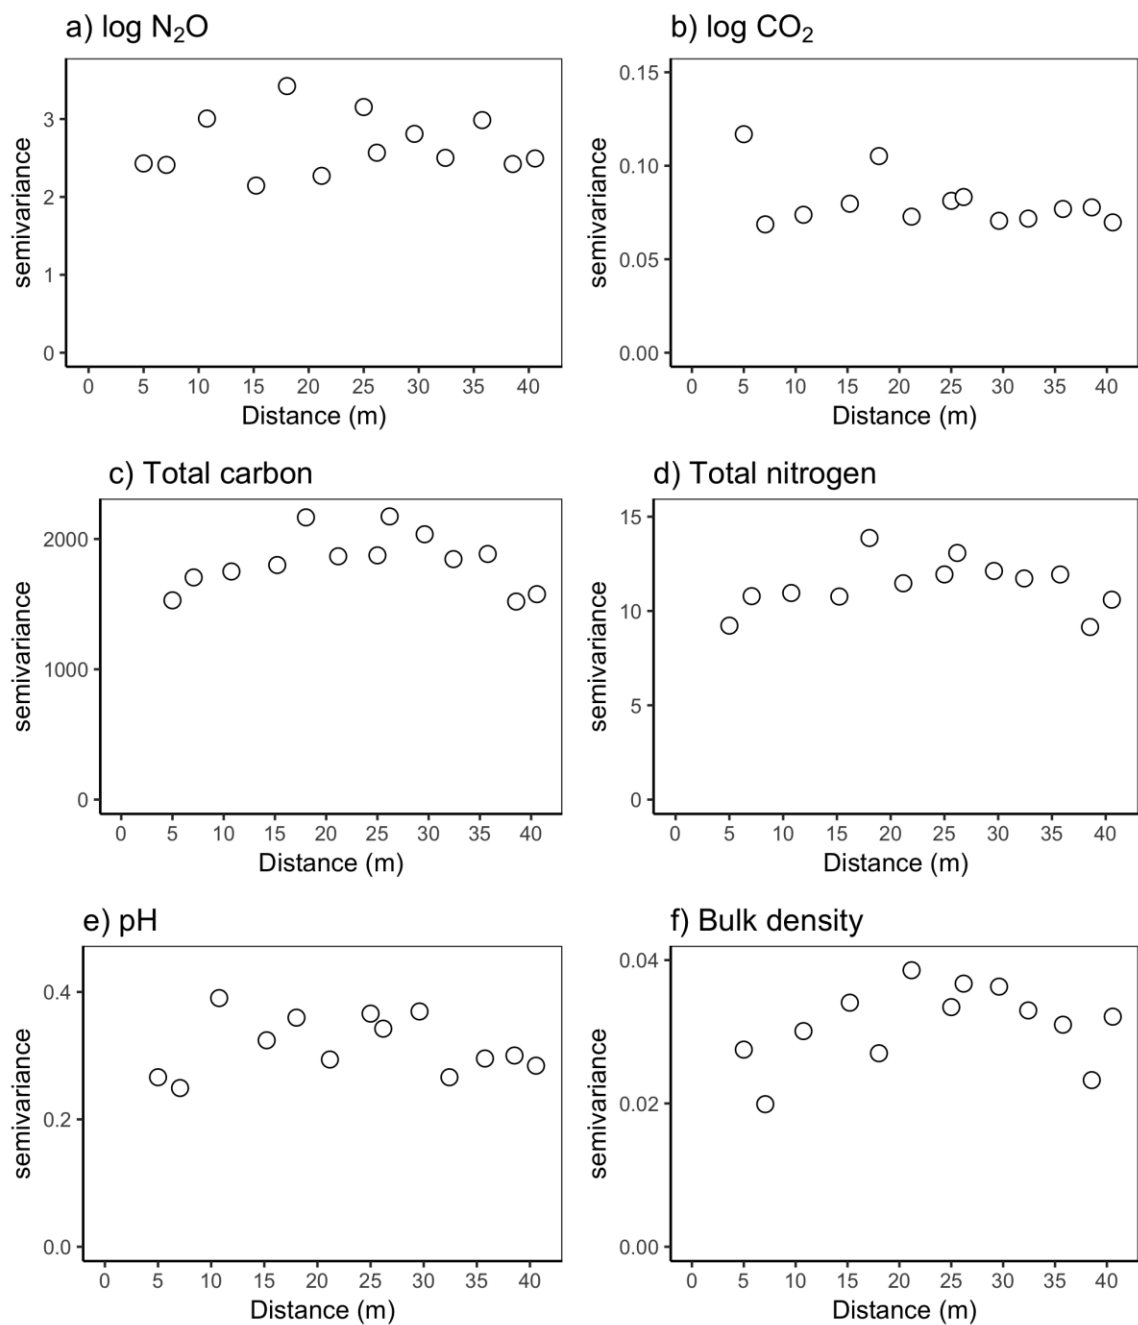 a) log N₂O
semivariance
3
2
1
0
0 5 10 15 20 25 30 35 40
Distance (m)
b) log CO₂
semivariance
0.15
0.10
0.05
0.00
0 5 10 15 20 25 30 35 40
Distance (m)
c) Total carbon
semivariance
2000
1000
0
0 5 10 15 20 25 30 35 40
Distance (m)
d) Total nitrogen
semivariance
15
10
5
0
0 5 10 15 20 25 30 35 40
Distance (m)
e) pH
semivariance
0.4
0.2
0.0
0 5 10 15 20 25 30 35 40
Distance (m)
f) Bulk density
semivariance
0.04
0.02
0.00
0 5 10 15 20 25 30 35 40
Distance (m)